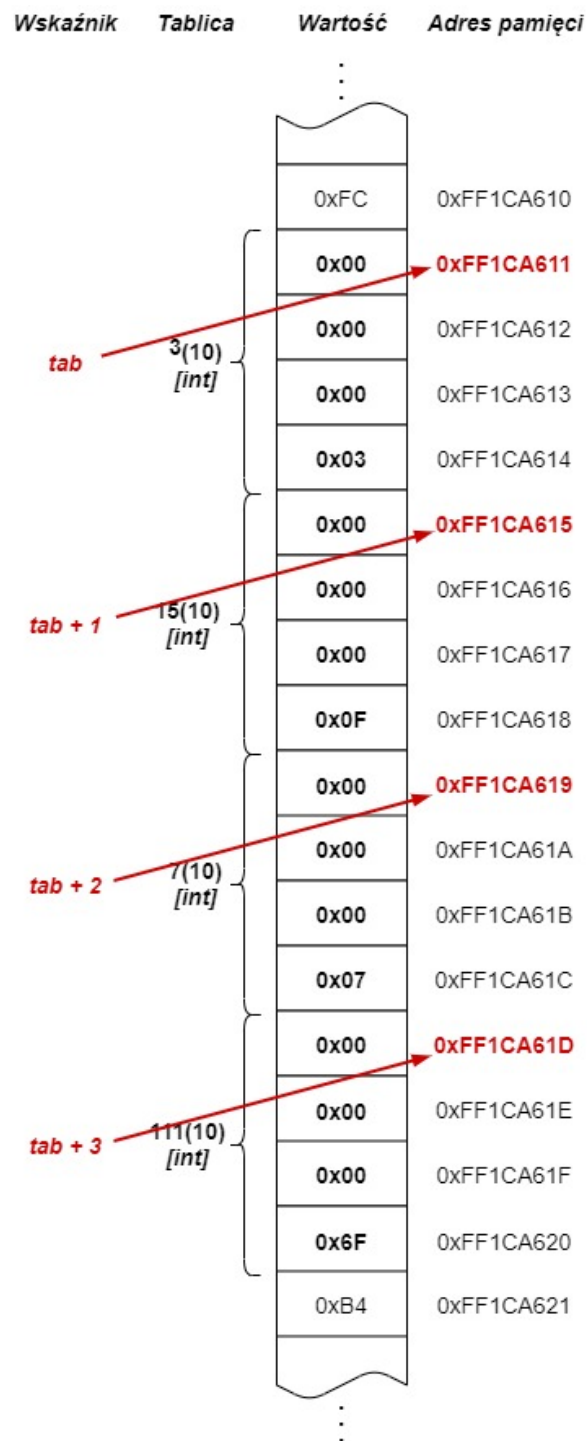 Wskaźnik Tablica Wartość Adres pamięci
0xFC 0xFF1CA610
0x00 0xFF1CA611
0x00 0xFF1CA612
tab 3(10) [int] 0x00 0xFF1CA613
0x03 0xFF1CA614
0x00 0xFF1CA615
0x00 0xFF1CA616
tab + 1 15(10) [int] 0x00 0xFF1CA617
0x0F 0xFF1CA618
0x00 0xFF1CA619
0x00 0xFF1CA61A
tab + 2 7(10) [int] 0x00 0xFF1CA61B
0x07 0xFF1CA61C
0x00 0xFF1CA61D
0x00 0xFF1CA61E
tab + 3 111(10) [int] 0x00 0xFF1CA61F
0x6F 0xFF1CA620
0xB4 0xFF1CA621